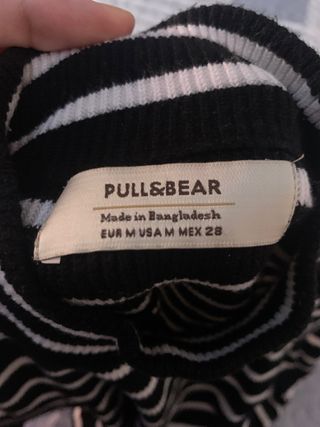 PULL&BEAR
Made in Bangladesh
EUR M USA M MEX 28